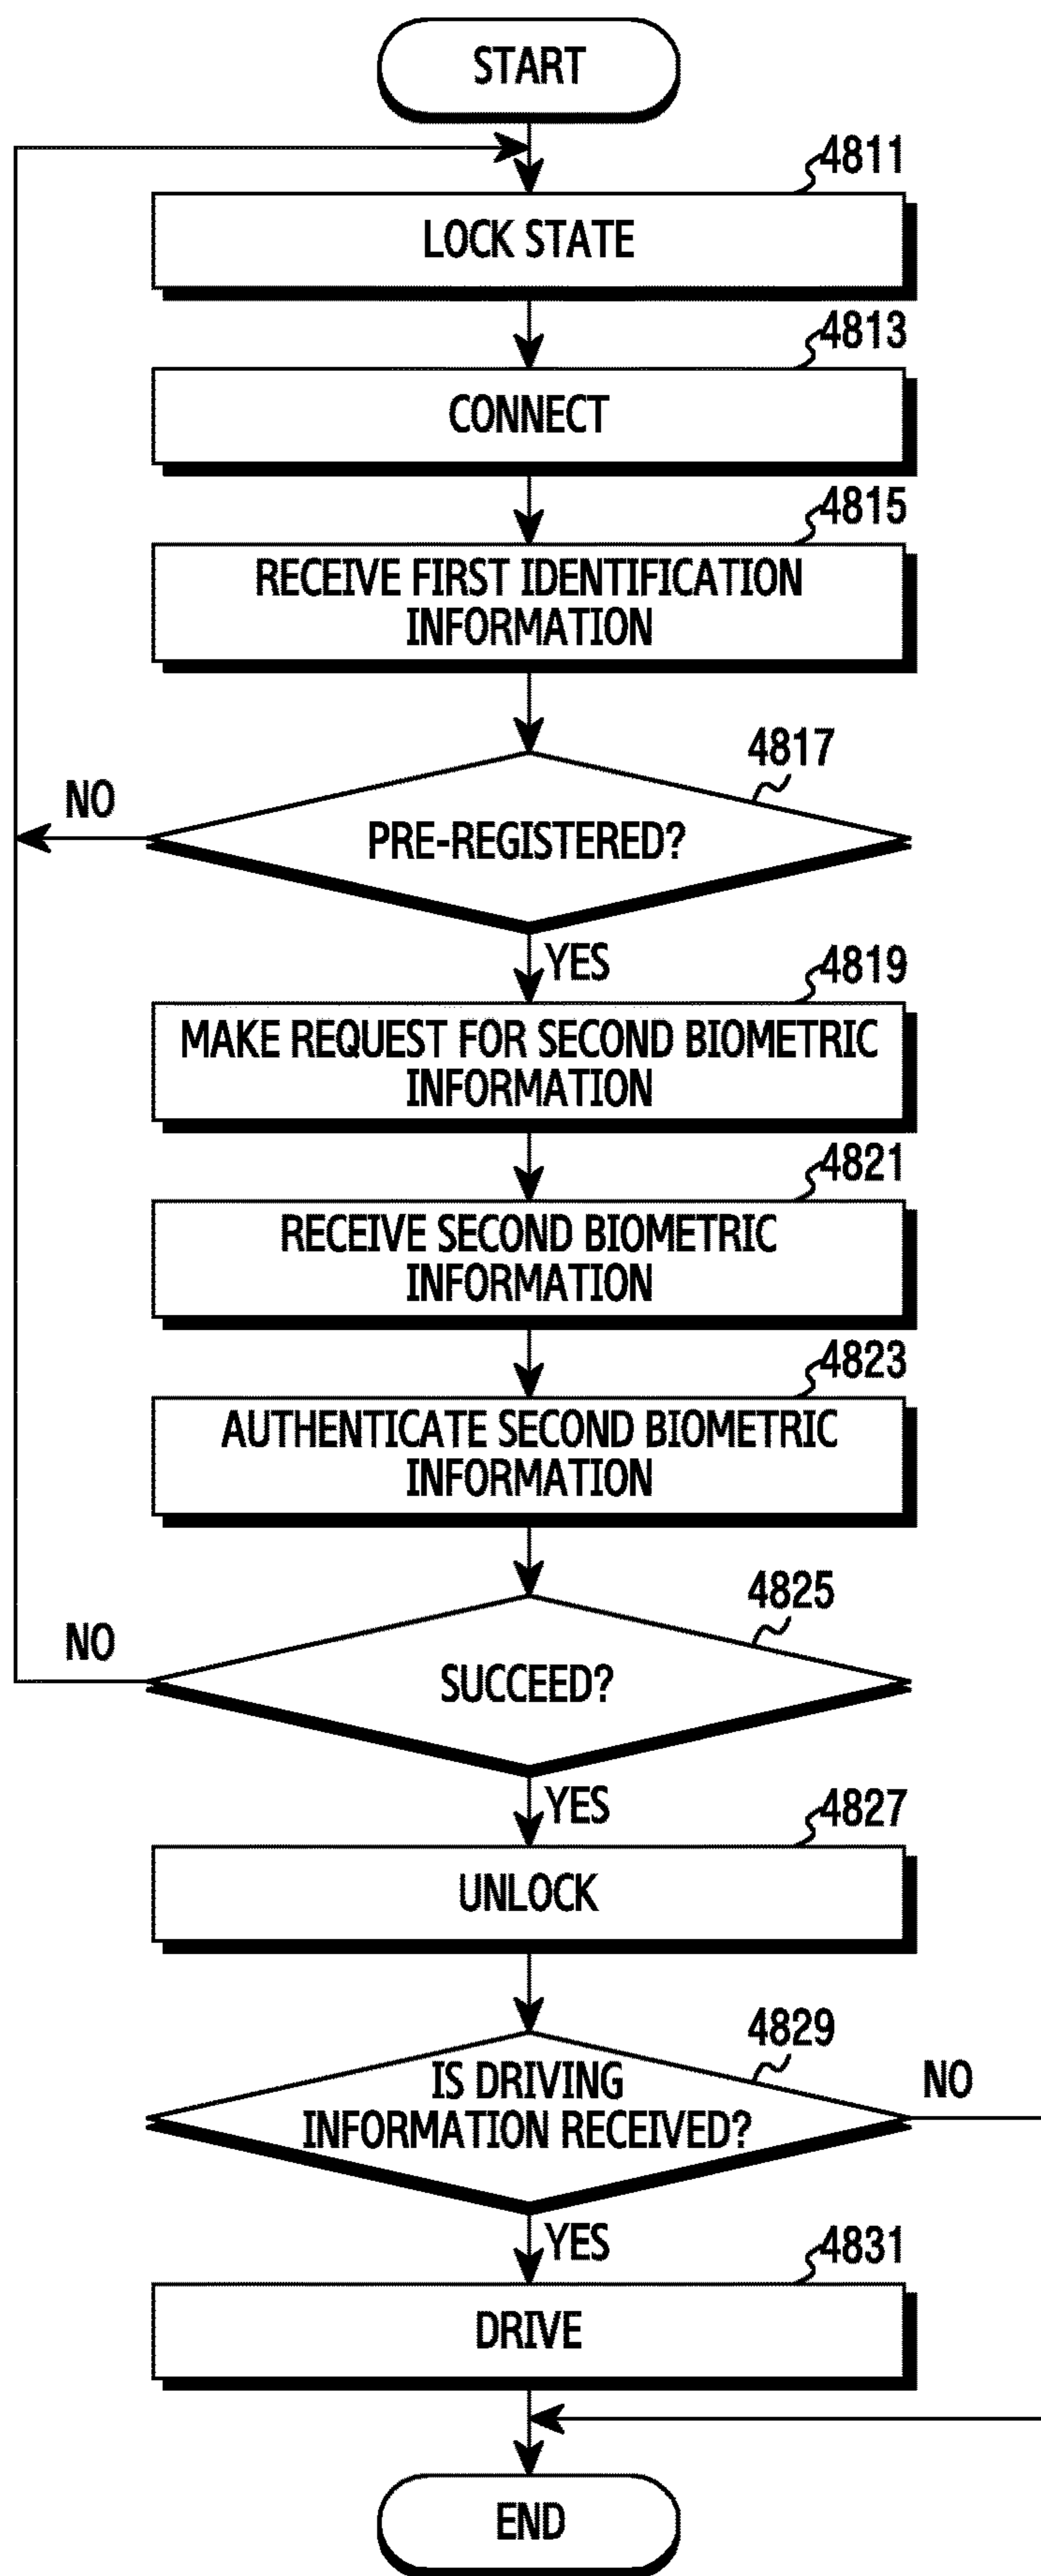 START
4811
LOCK STATE
4813
CONNECT
4815
RECEIVE FIRST IDENTIFICATION
INFORMATION
4817
NO
PRE-REGISTERED?
YES
4819
MAKE REQUEST FOR SECOND BIOMETRIC
INFORMATION
4821
RECEIVE SECOND BIOMETRIC
INFORMATION
4823
AUTHENTICATE SECOND BIOMETRIC
INFORMATION
4825
NO
SUCCEED?
YES
4827
UNLOCK
4829
IS DRIVING
NO
INFORMATION RECEIVED?
YES
4831
DRIVE
END